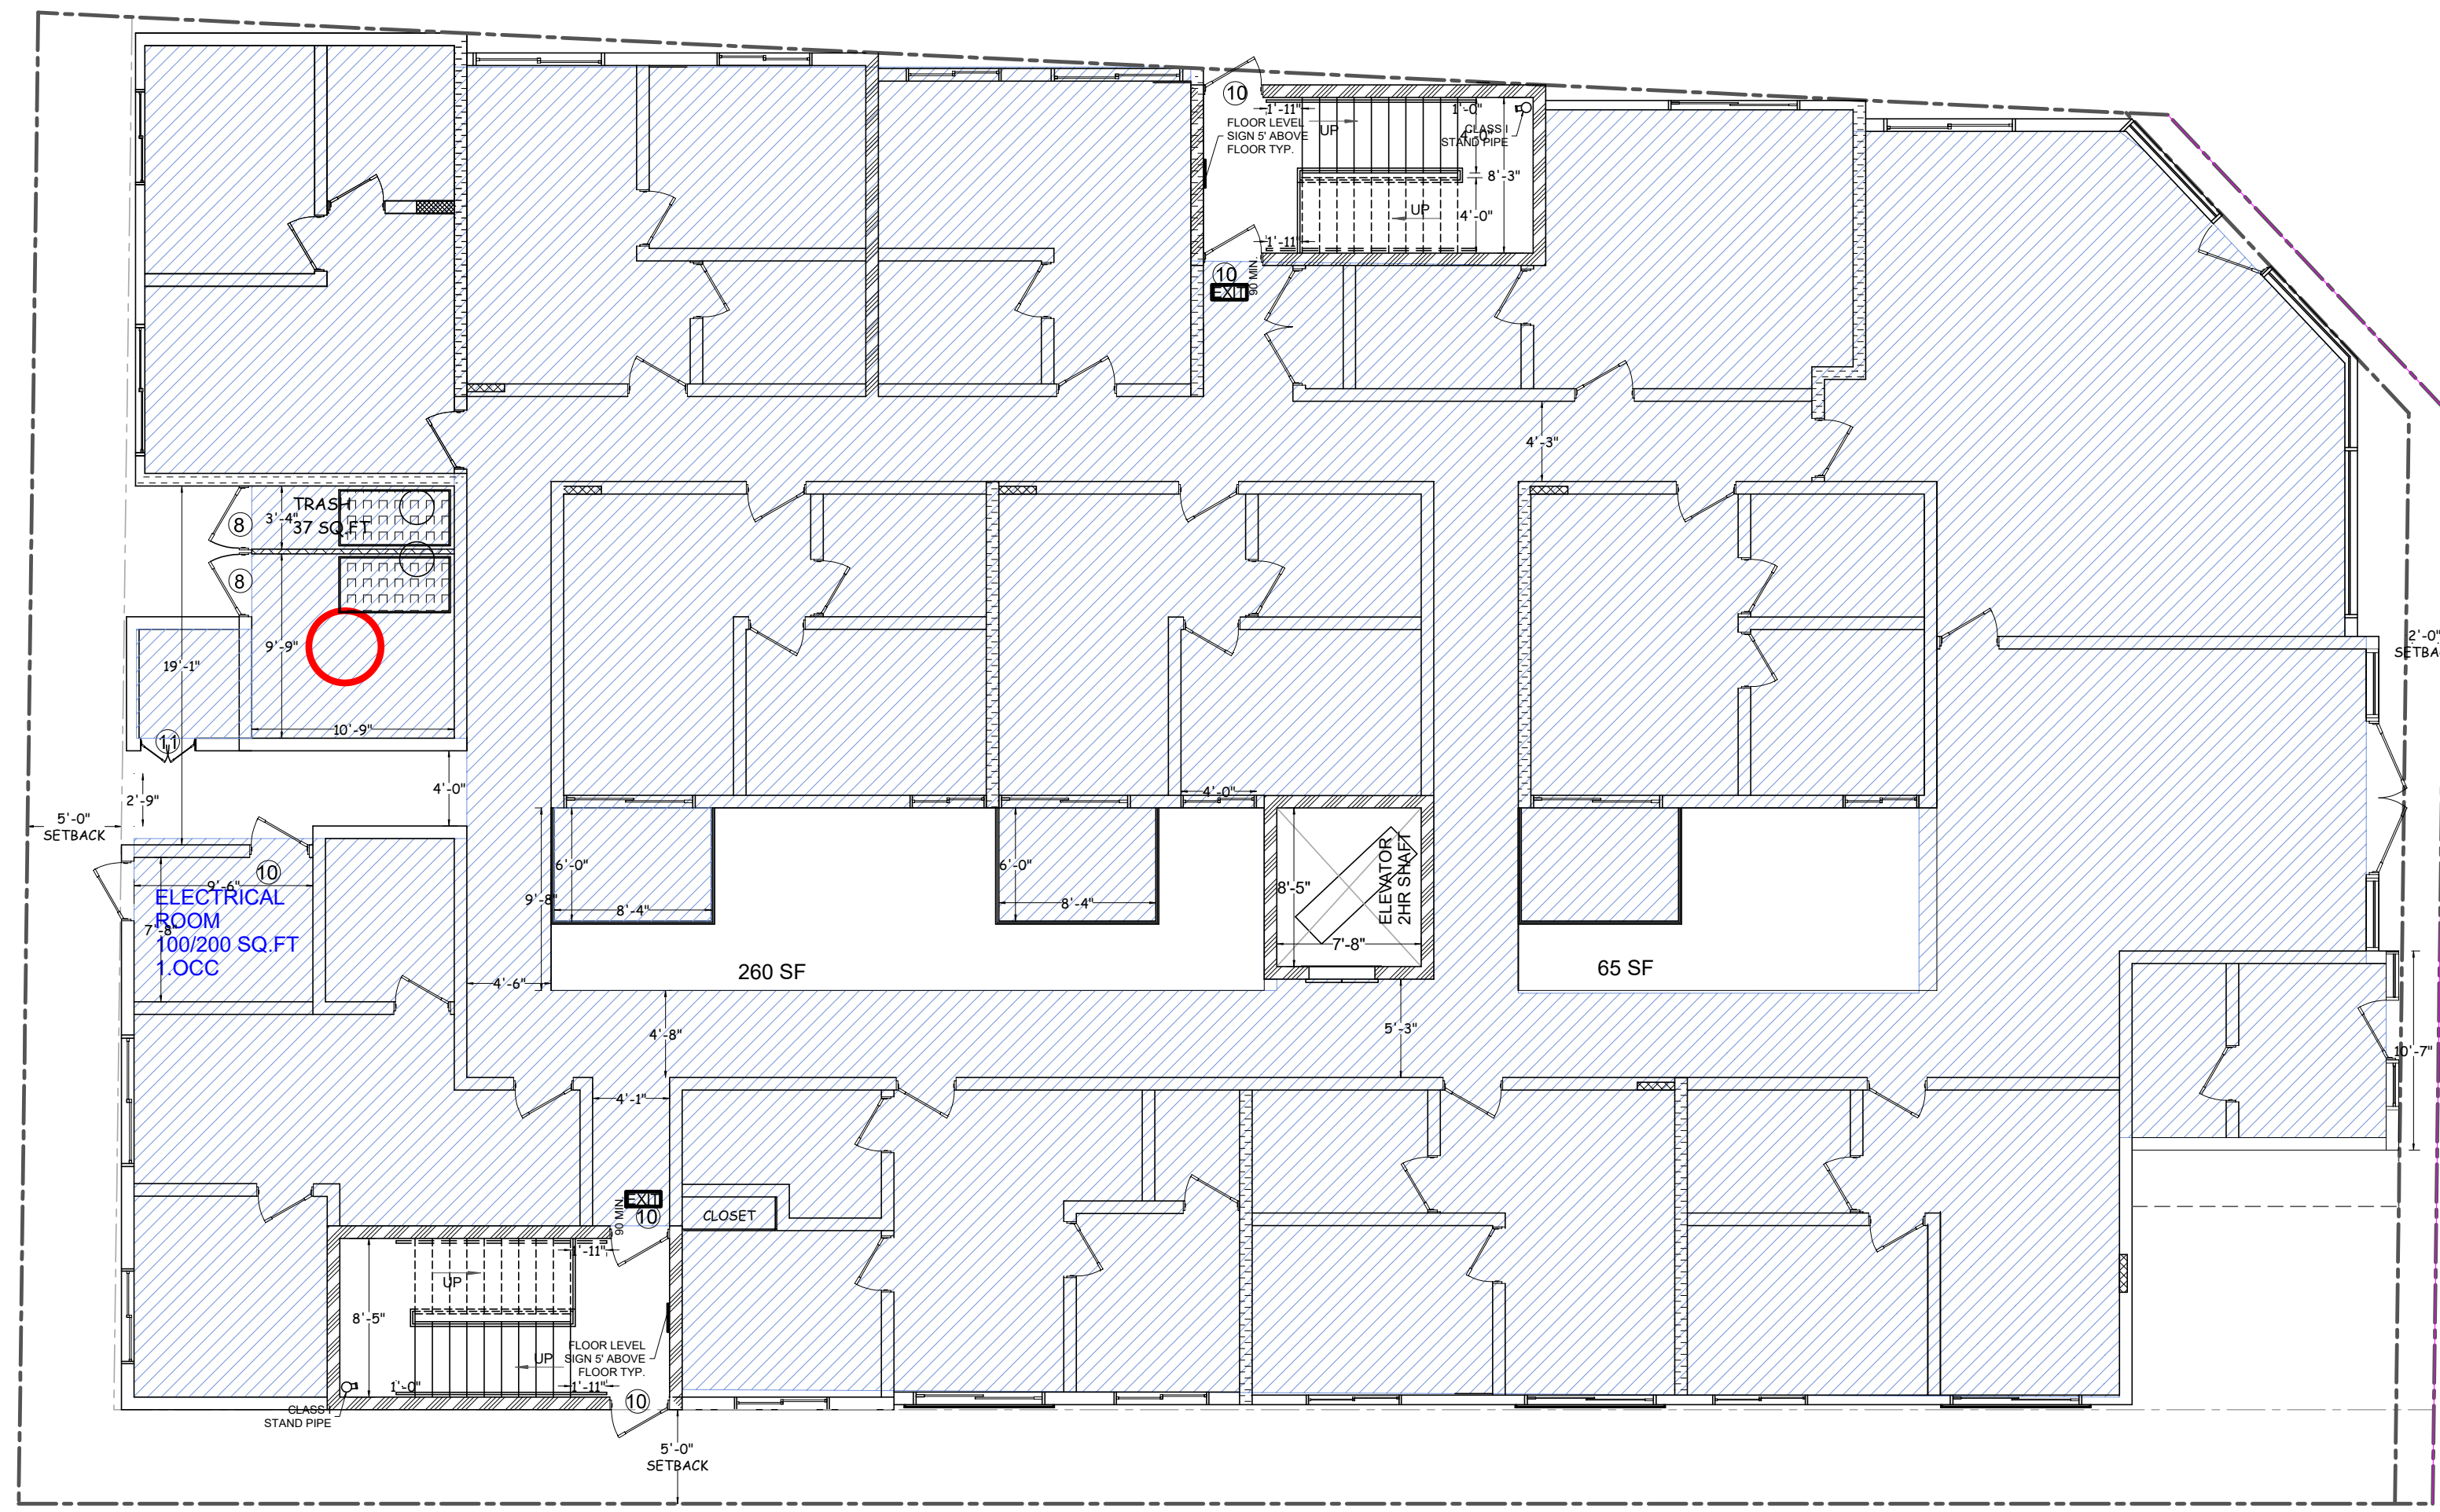 10
1'-11"
1'-0"
FLOOR LEVEL
SIGN 5' ABOVE
FLOOR TYP.
UP
CLASS I
STAND PIPE
4'-0"
8'-3"
UP
4'-0"
1'-11"
10
EXIT
90 MIN.
4'-3"
TRASH
37 SQ.FT
3'-4"
8
8
9'-9"
19'-1"
10'-9"
11
2'-9"
4'-0"
5'-0"
SETBACK
2'-0"
SETBA
4'-0"
6'-0"
9'-8"
8'-4"
6'-0"
8'-4"
8'-5"
ELEVATOR
2HR SHAFT
7'-8"
10
9'-6"
ELECTRICAL
ROOM
7'-8"
100/200 SQ.FT
1.OCC
260 SF
65 SF
4'-6"
4'-8"
5'-3"
10'-7"
4'-1"
EXIT
90 MIN.
10
CLOSET
1'-11"
UP
8'-5"
FLOOR LEVEL
SIGN 5' ABOVE
FLOOR TYP.
UP
1'-0"
1'-11"
10
CLASS I
STAND PIPE
5'-0"
SETBACK